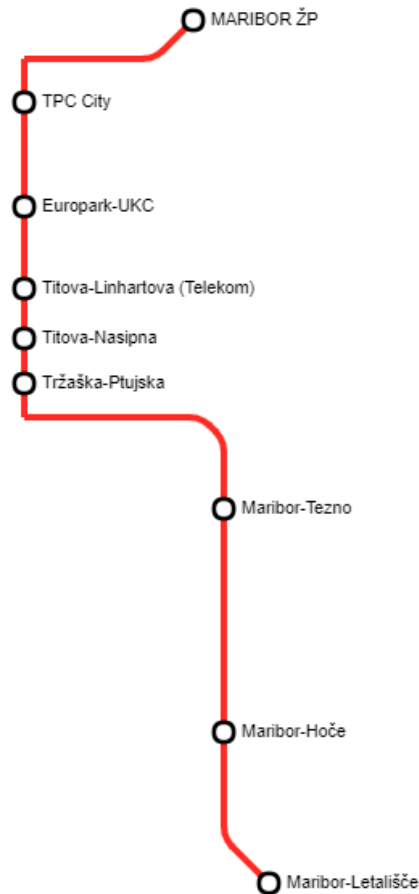 MARIBOR ŽP
TPC City
Europark-UKC
Titova-Linhartova (Telekom)
Titova-Nasipna
Tržaška-Ptujska
Maribor-Tezno
Maribor-Hoče
Maribor-Letališče